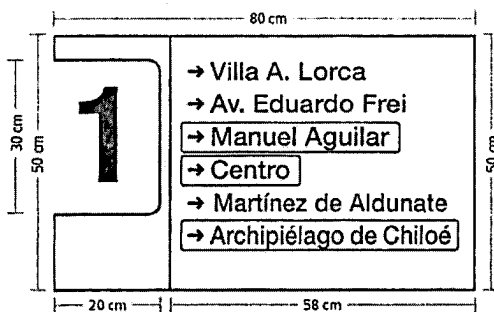 80 cm
30 cm
50 cm
1
→ Villa A. Lorca
→ Av. Eduardo Frei
→ Manuel Aguilar
→ Centro
→ Martínez de Aldunate
→ Archipiélago de Chiloé
50 cm
20 cm
58 cm